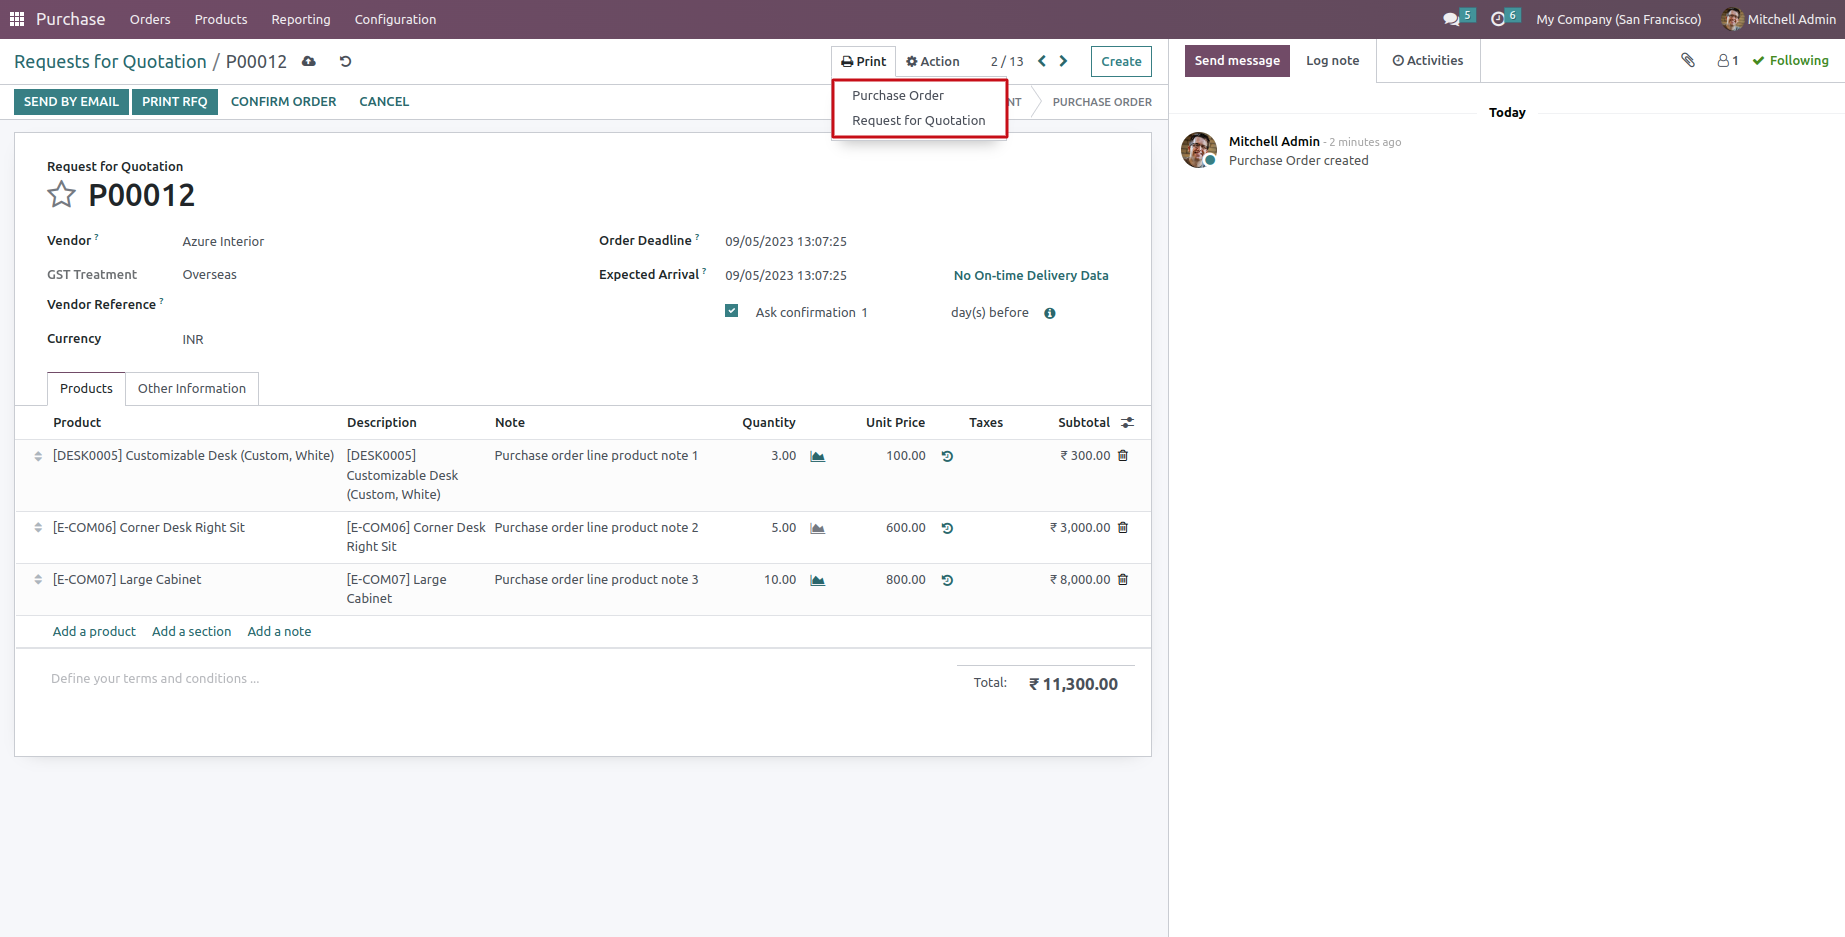 Purchase Orders Products Reporting Configuration 5 6 My Company (San Francisco) Mitchell Admin
Requests for Quotation / P00012 Print Action 2 / 13 Create
Purchase Order
Request for Quotation
SEND BY EMAIL PRINT RFQ CONFIRM ORDER CANCEL NT PURCHASE ORDER
Request for Quotation
P00012
Vendor ? Azure Interior Order Deadline ? 09/05/2023 13:07:25
GST Treatment Overseas Expected Arrival ? 09/05/2023 13:07:25 No On-time Delivery Data
Vendor Reference ?
Ask confirmation 1 day(s) before
Currency INR
Products Other Information
Product Description Note Quantity Unit Price Taxes Subtotal
[DESK0005] Customizable Desk (Custom, White) [DESK0005] Purchase order line product note 1 3.00 100.00 ₹ 300.00
Customizable Desk
(Custom, White)
[E-COM06] Corner Desk Right Sit [E-COM06] Corner Desk Purchase order line product note 2 5.00 600.00 ₹ 3,000.00
Right Sit
[E-COM07] Large Cabinet [E-COM07] Large Purchase order line product note 3 10.00 800.00 ₹ 8,000.00
Cabinet
Add a product Add a section Add a note
Define your terms and conditions ...
Total: ₹ 11,300.00
Send message Log note Activities 1 Following
Today
Mitchell Admin - 2 minutes ago
Purchase Order created